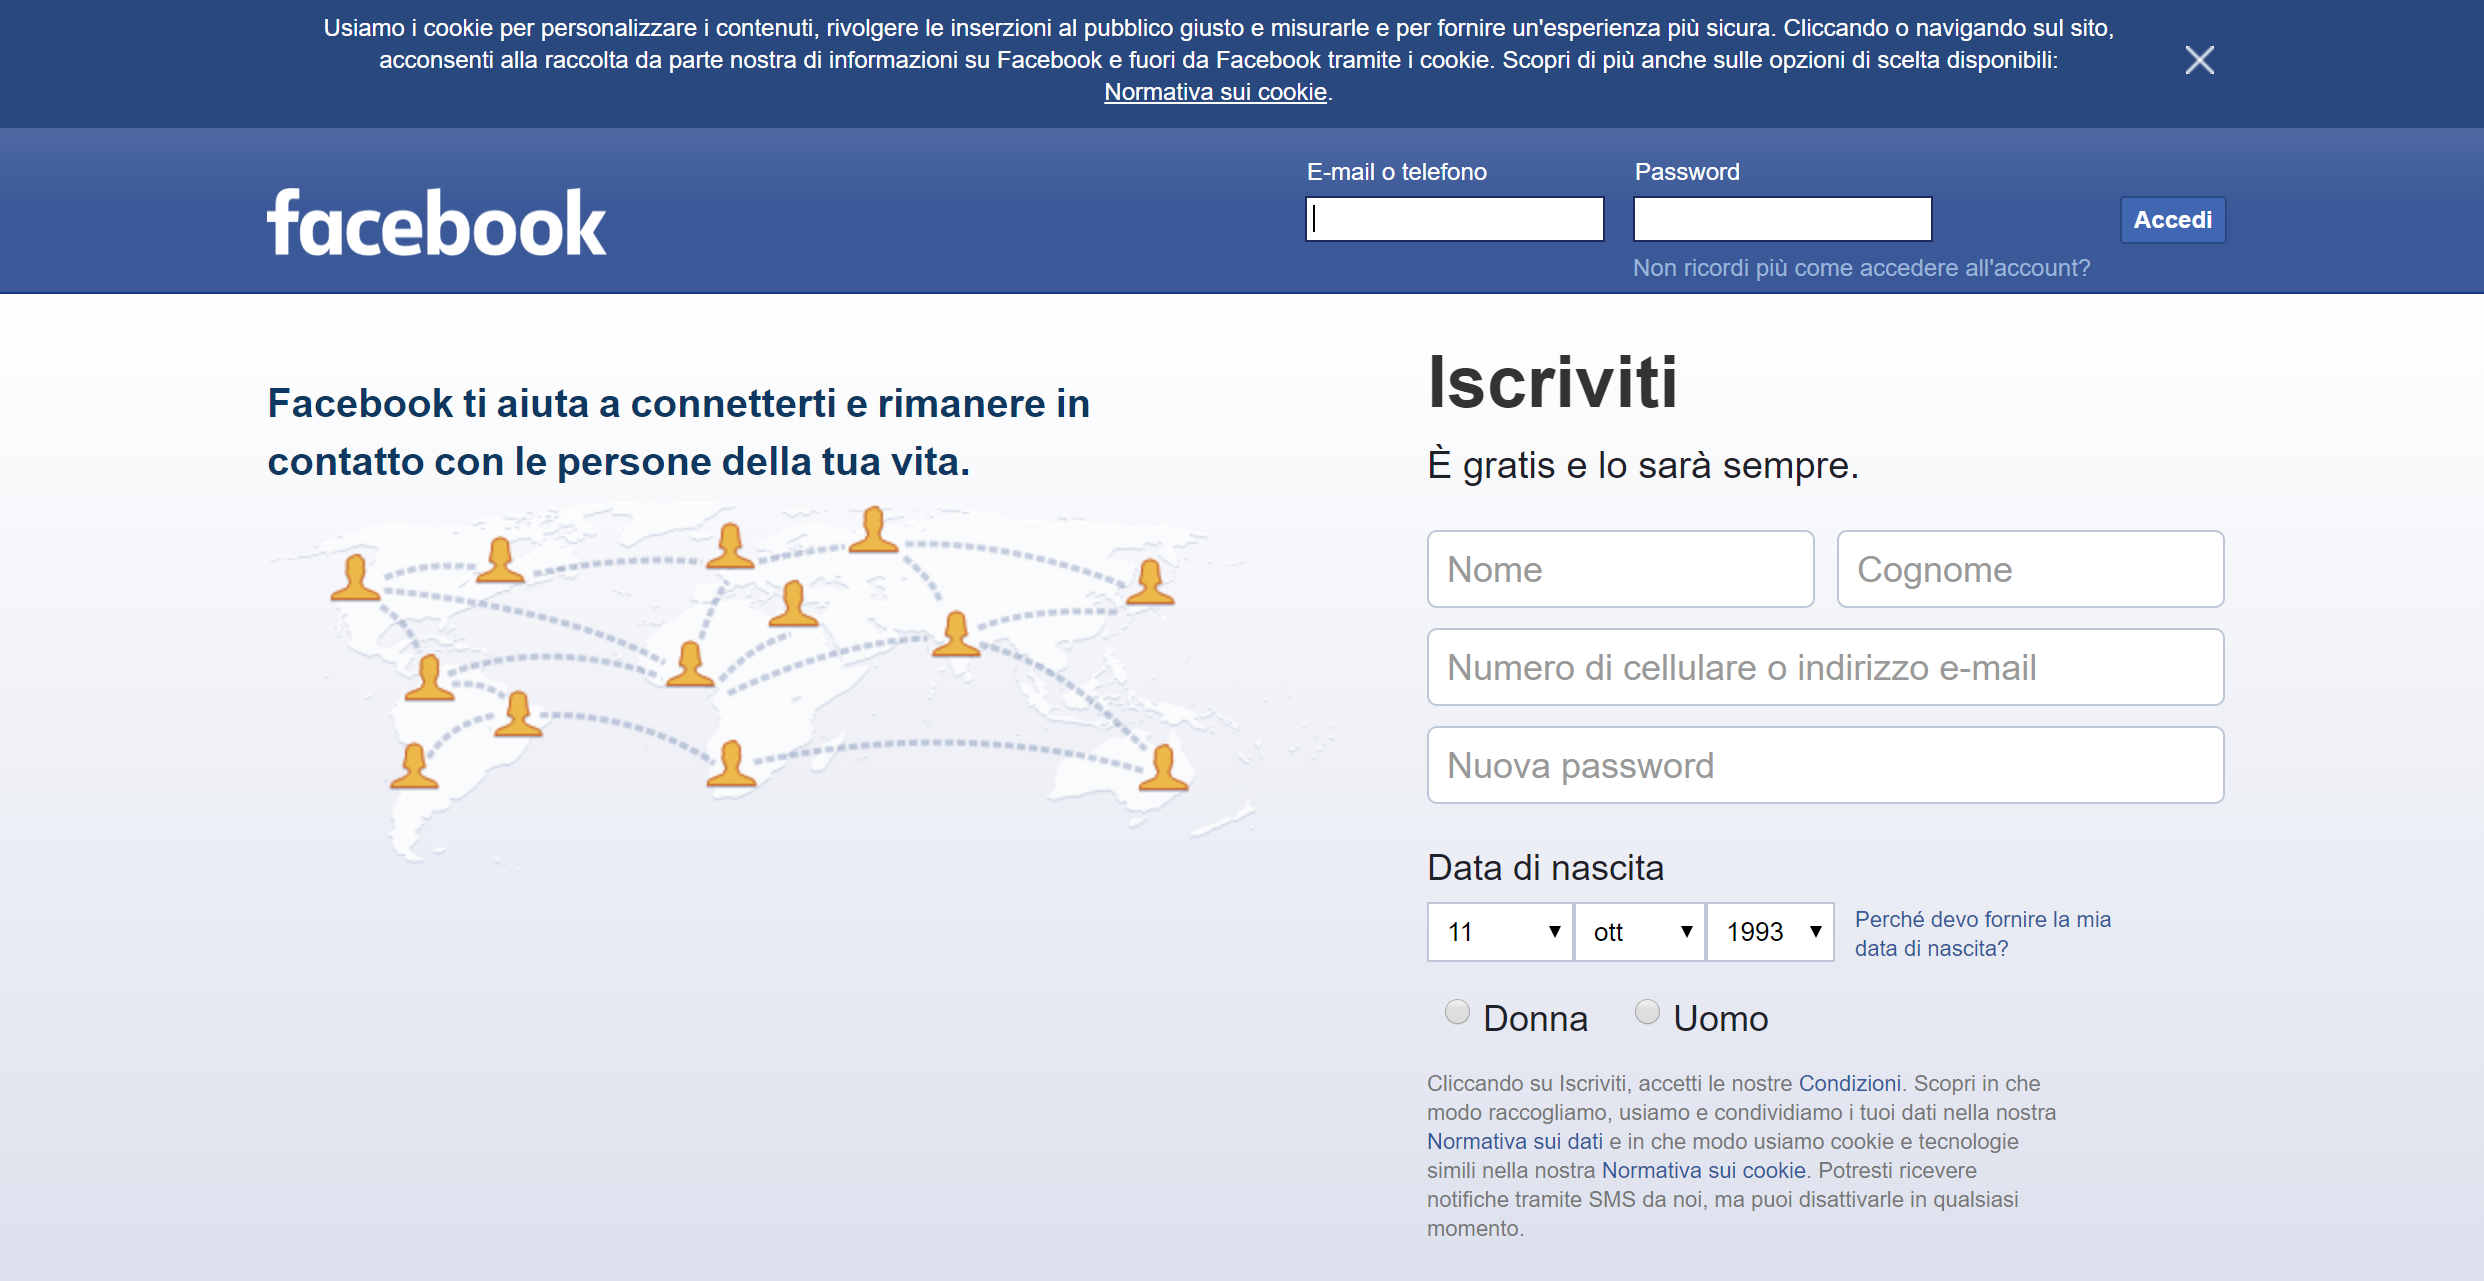 Usiamo i cookie per personalizzare i contenuti, rivolgere le inserzioni al pubblico giusto e misurarle e per fornire un'esperienza più sicura. Cliccando o navigando sul sito,
acconsenti alla raccolta da parte nostra di informazioni su Facebook e fuori da Facebook tramite i cookie. Scopri di più anche sulle opzioni di scelta disponibili:
Normativa sui cookie.
facebook
E-mail o telefono
Password
Accedi
Non ricordi più come accedere all'account?
Facebook ti aiuta a connetterti e rimanere in
contatto con le persone della tua vita.
Iscriviti
È gratis e lo sarà sempre.
Nome
Cognome
Numero di cellulare o indirizzo e-mail
Nuova password
Data di nascita
11
ott
1993
Perché devo fornire la mia
data di nascita?
Donna
Uomo
Cliccando su Iscriviti, accetti le nostre Condizioni. Scopri in che
modo raccogliamo, usiamo e condividiamo i tuoi dati nella nostra
Normativa sui dati e in che modo usiamo cookie e tecnologie
simili nella nostra Normativa sui cookie. Potresti ricevere
notifiche tramite SMS da noi, ma puoi disattivarle in qualsiasi
momento.